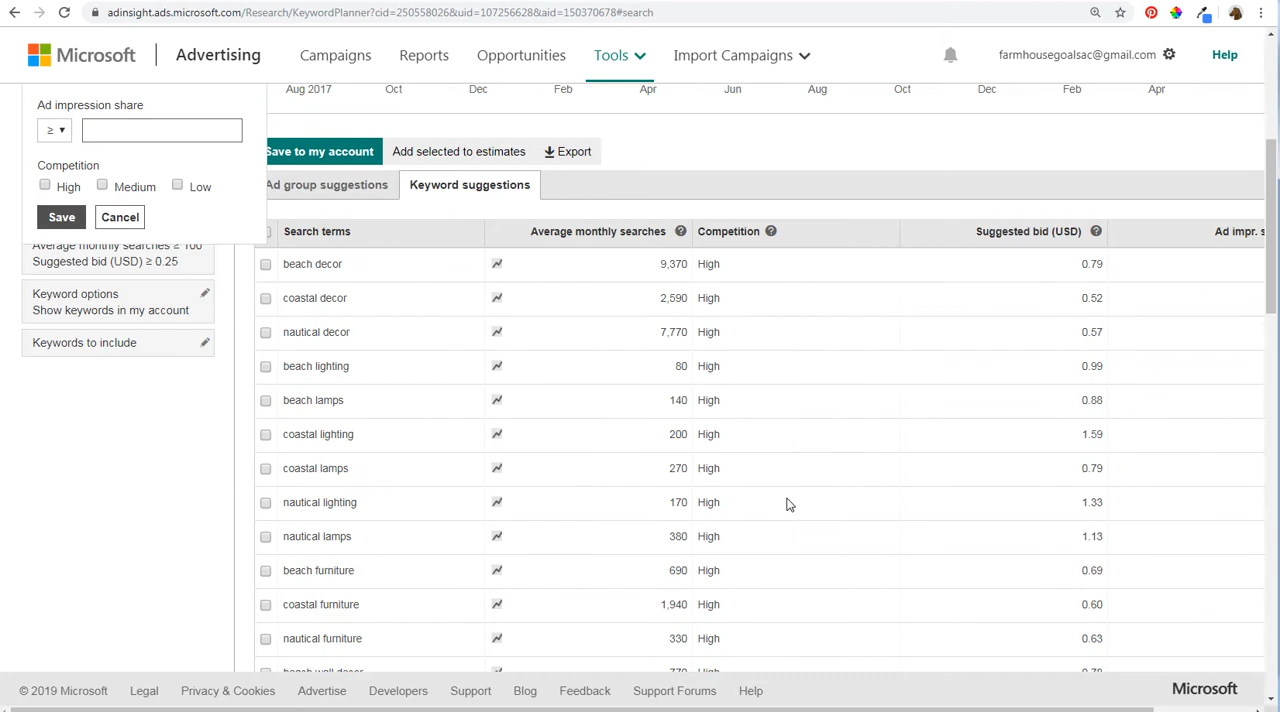 adinsight.ads.microsoft.com/Research/KeywordPlanner?cid=250558026&uid=107256628&aid=150370678#search
Microsoft Advertising Campaigns Reports Opportunities Tools Import Campaigns farmhousegoalsac@gmail.com Help
Aug 2017 Oct Dec Feb Apr Jun Aug Oct Dec Feb Apr
Ad impression share
≥
Competition
High Medium Low
Save Cancel
Average monthly searches ≥ 100
Suggested bid (USD) ≥ 0.25
Keyword options
Show keywords in my account
Keywords to include
Save to my account Add selected to estimates Export
Ad group suggestions Keyword suggestions
Search terms Average monthly searches ? Competition ? Suggested bid (USD) ? Ad impr. s
beach decor 9,370 High 0.79
coastal decor 2,590 High 0.52
nautical decor 7,770 High 0.57
beach lighting 80 High 0.99
beach lamps 140 High 0.88
coastal lighting 200 High 1.59
coastal lamps 270 High 0.79
nautical lighting 170 High 1.33
nautical lamps 380 High 1.13
beach furniture 690 High 0.69
coastal furniture 1,940 High 0.60
nautical furniture 330 High 0.63
beach wall decor 770 High 0.78
© 2019 Microsoft Legal Privacy & Cookies Advertise Developers Support Blog Feedback Support Forums Help Microsoft